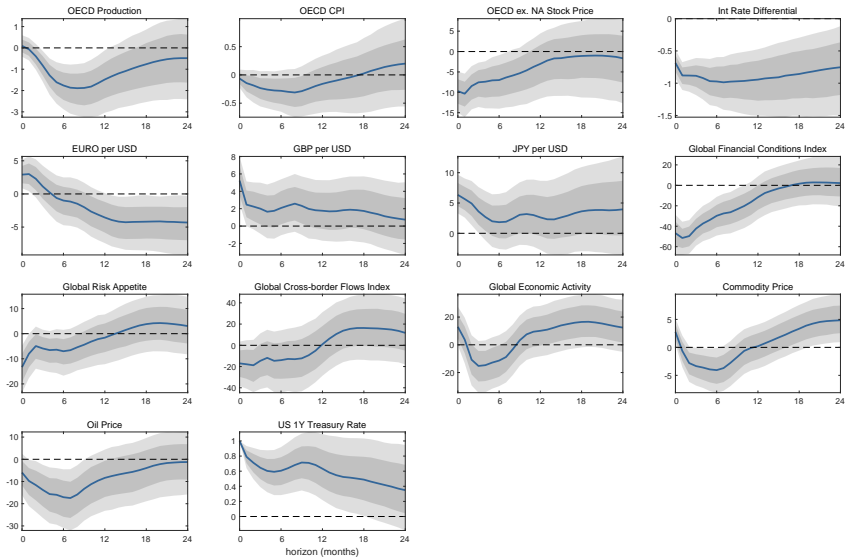 OECD Production
OECD CPI
OECD ex. NA Stock Price
Int Rate Differential
0
-1
-2
-3
0 6 12 18 24
0.5
0
-0.5
0 6 12 18 24
5
0
-5
-10
-15
0 6 12 18 24
0
-0.5
-1
-1.5
0 6 12 18 24
EURO per USD
GBP per USD
JPY per USD
Global Financial Conditions Index
5
0
-5
0 6 12 18 24
8
6
4
2
0
-2
0 6 12 18 24
10
5
0
0 6 12 18 24
20
0
-20
-40
-60
0 6 12 18 24
Global Risk Appetite
Global Cross-border Flows Index
Global Economic Activity
Commodity Price
10
0
-10
-20
0 6 12 18 24
40
20
0
-20
-40
0 6 12 18 24
20
0
-20
0 6 12 18 24
5
0
-5
0 6 12 18 24
Oil Price
US 1Y Treasury Rate
10
0
-10
-20
-30
0 6 12 18 24
1
0.8
0.6
0.4
0.2
0
0 6 12 18 24
horizon (months)